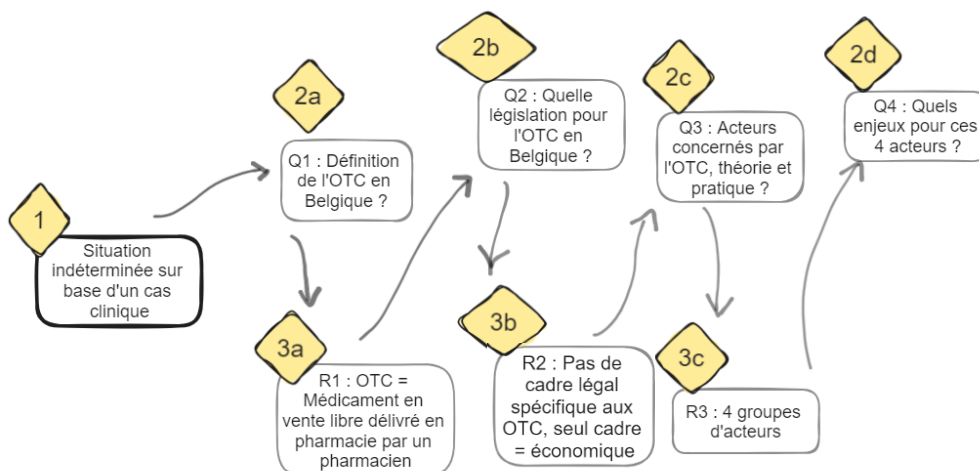 1
Situation
indéterminée sur
base d'un cas
clinique
2a
Q1 : Définition
de l'OTC en
Belgique ?
3a
R1 : OTC =
Médicament en
vente libre délivré en
pharmacie par un
pharmacien
2b
Q2 : Quelle
législation pour
l'OTC en
Belgique ?
3b
R2 : Pas de
cadre légal
spécifique aux
OTC, seul cadre
= économique
2c
Q3 : Acteurs
concernés par
l'OTC, théorie et
pratique ?
3c
R3 : 4 groupes
d'acteurs
2d
Q4 : Quels
enjeux pour ces
4 acteurs ?